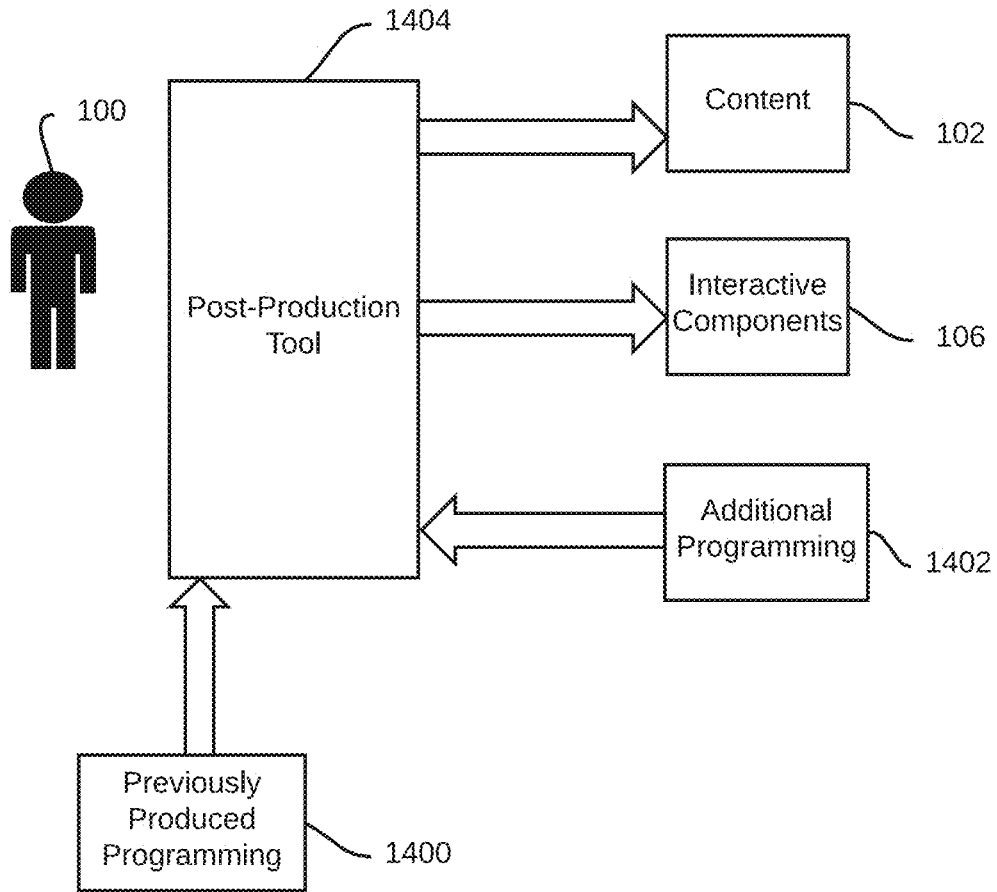 1404
100
Content
102
Interactive
Components
106
Post-Production
Tool
Additional
Programming
1402
Previously
Produced
Programming
1400